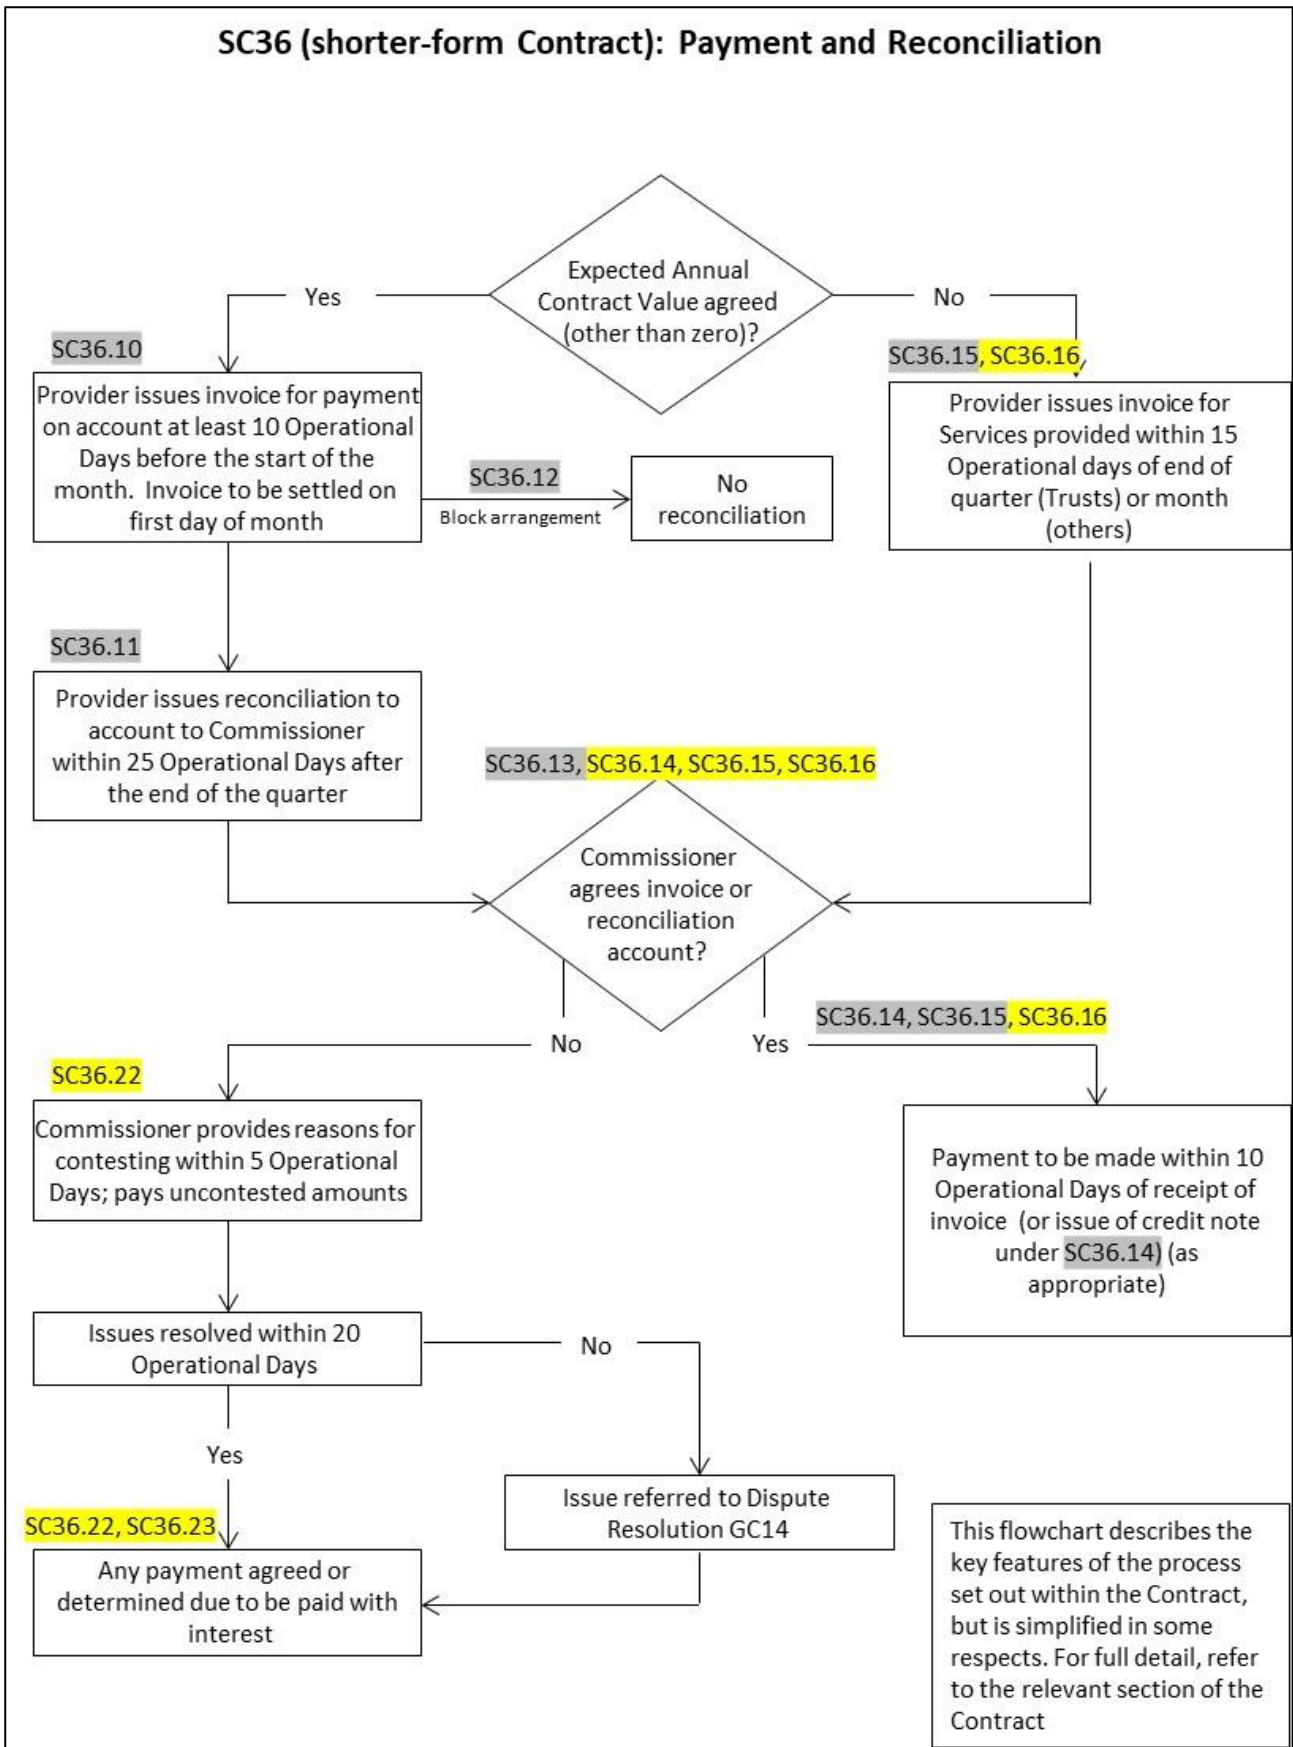 SC36 (shorter-form Contract): Payment and Reconciliation
Expected Annual
Contract Value agreed
(other than zero)?
Yes
No
SC36.10
Provider issues invoice for payment
on account at least 10 Operational
Days before the start of the
month. Invoice to be settled on
first day of month
SC36.12
Block arrangement
No
reconciliation
SC36.15, SC36.16
Provider issues invoice for
Services provided within 15
Operational days of end of
quarter (Trusts) or month
(others)
SC36.11
Provider issues reconciliation to
account to Commissioner
within 25 Operational Days after
the end of the quarter
SC36.13, SC36.14, SC36.15, SC36.16
Commissioner
agrees invoice or
reconciliation
account?
No
Yes
SC36.14, SC36.15, SC36.16
SC36.22
Commissioner provides reasons for
contesting within 5 Operational
Days; pays uncontested amounts
Payment to be made within 10
Operational Days of receipt of
invoice (or issue of credit note
under SC36.14) (as
appropriate)
Issues resolved within 20
Operational Days
No
Yes
Issue referred to Dispute
Resolution GC14
SC36.22, SC36.23
Any payment agreed or
determined due to be paid with
interest
This flowchart describes the
key features of the process
set out within the Contract,
but is simplified in some
respects. For full detail, refer
to the relevant section of the
Contract